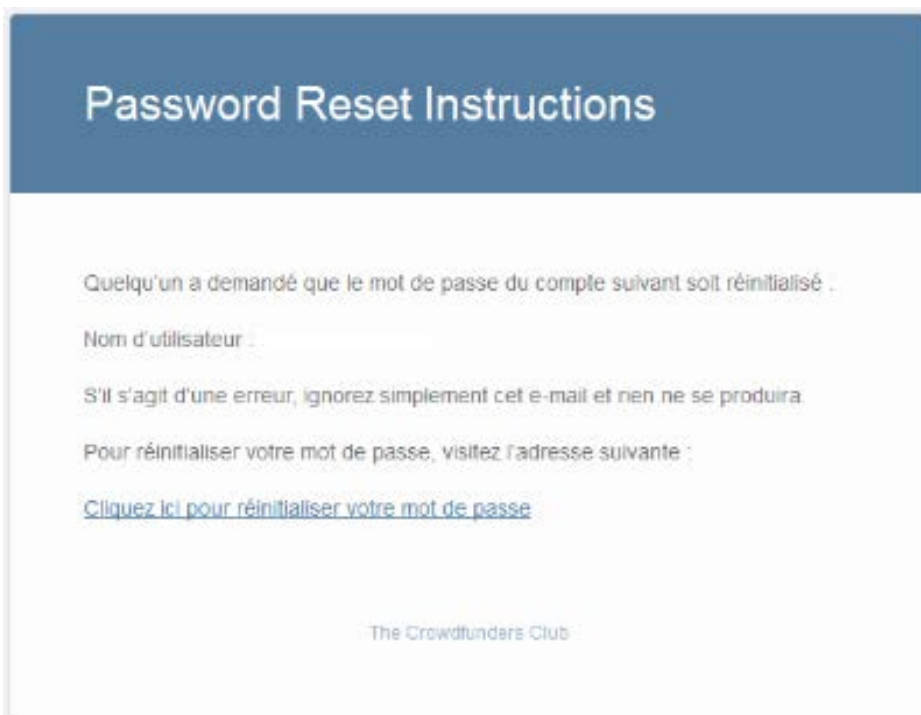 Password Reset Instructions
Quelqu'un a demandé que le mot de passe du compte suivant soit réinitialisé :
Nom d'utilisateur :
S'il s'agit d'une erreur, ignorez simplement cet e-mail et rien ne se produira.
Pour réinitialiser votre mot de passe, visitez l'adresse suivante :
Cliquez ici pour réinitialiser votre mot de passe
The Crowdfunders Club